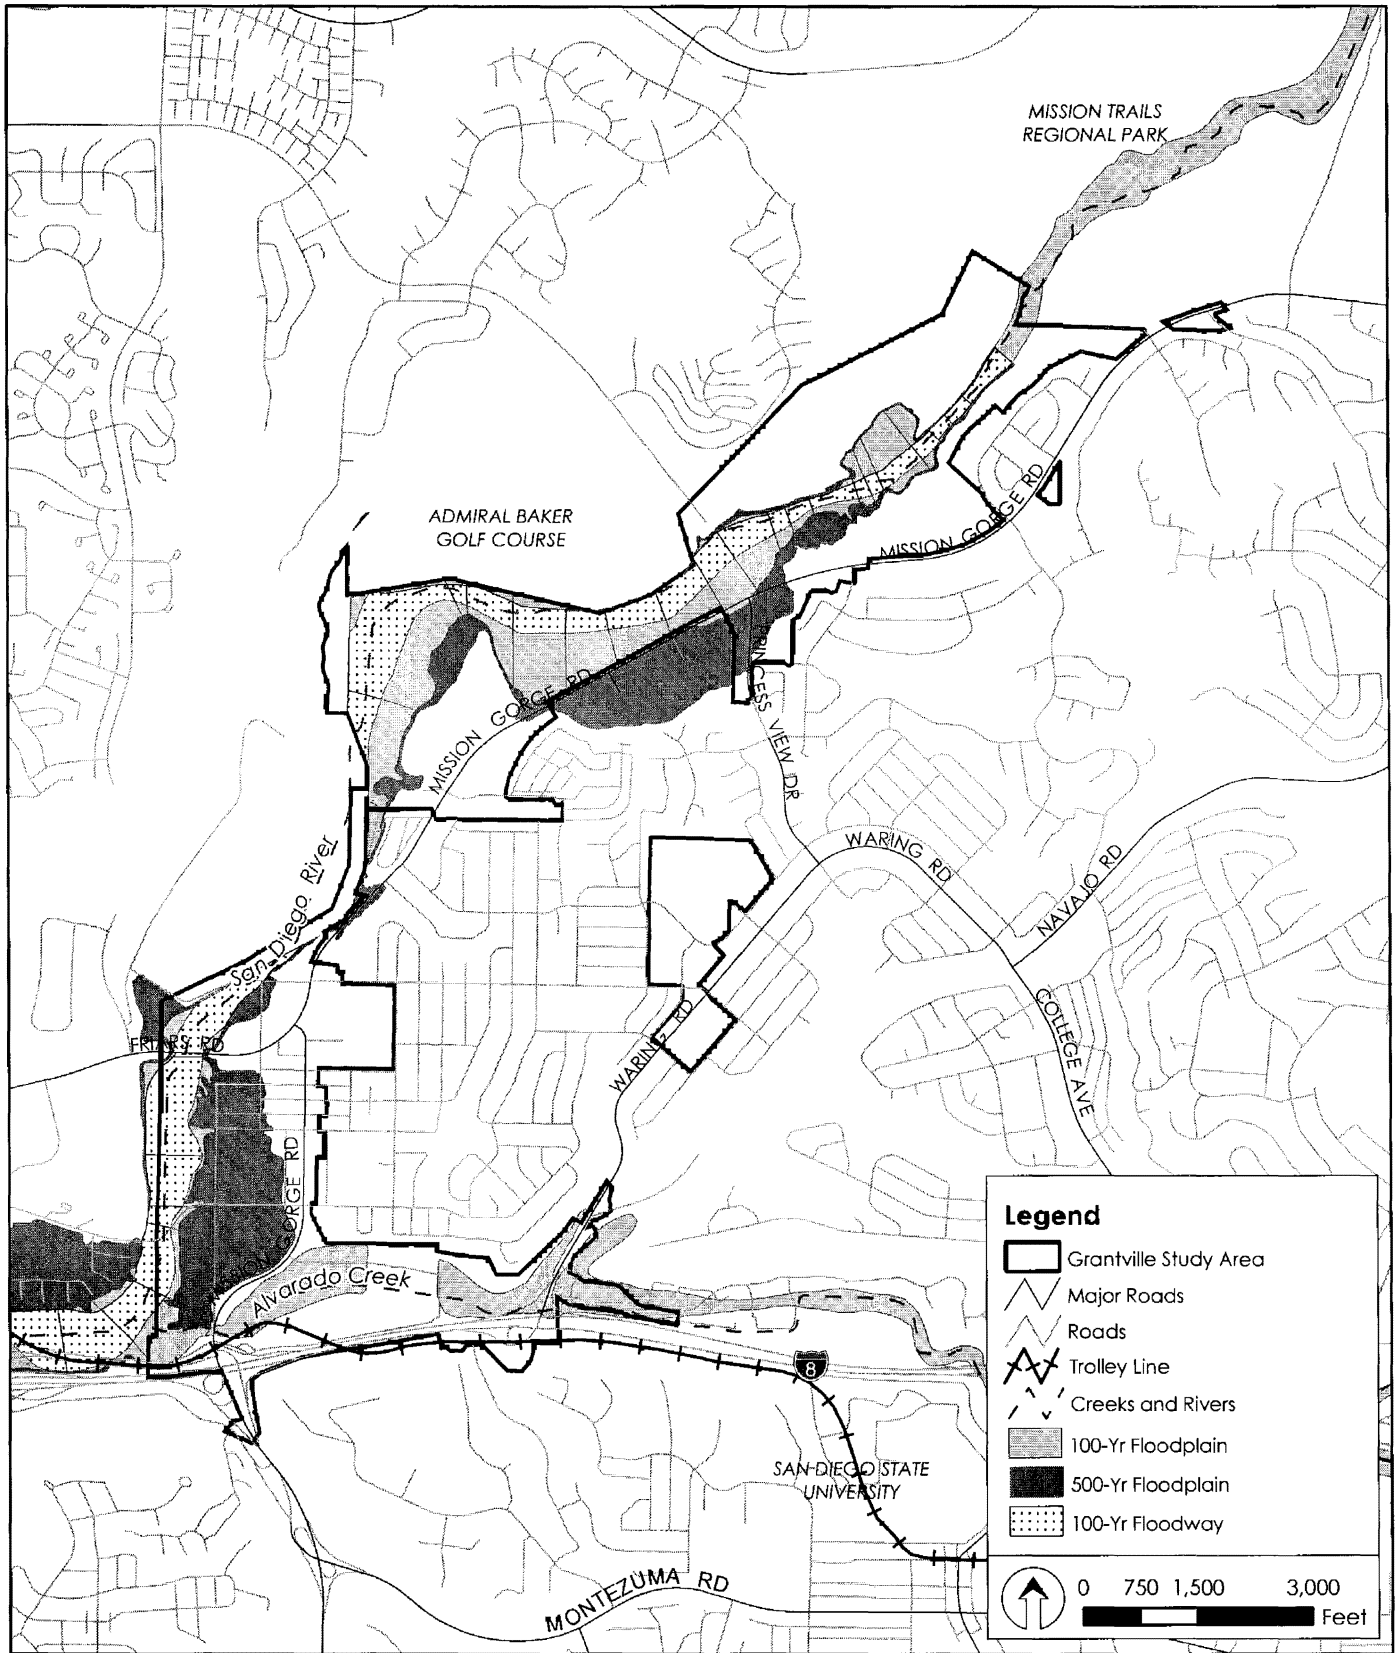 MISSION TRAILS
REGIONAL PARK
ADMIRAL BAKER
GOLF COURSE
MISSION GORGE RD
PRINCESS VIEW DR
MISSION GORGE RD
WARING RD
NAVAJO RD
San Diego River
COLLEGE AVE
WARING RD
FRIARS RD
MISSION GORGE RD
Alvarado Creek
8
SAN DIEGO STATE
UNIVERSITY
MONTEZUMA RD
Legend
Grantville Study Area
Major Roads
Roads
Trolley Line
Creeks and Rivers
100-Yr Floodplain
500-Yr Floodplain
100-Yr Floodway
0 750 1,500 3,000
Feet